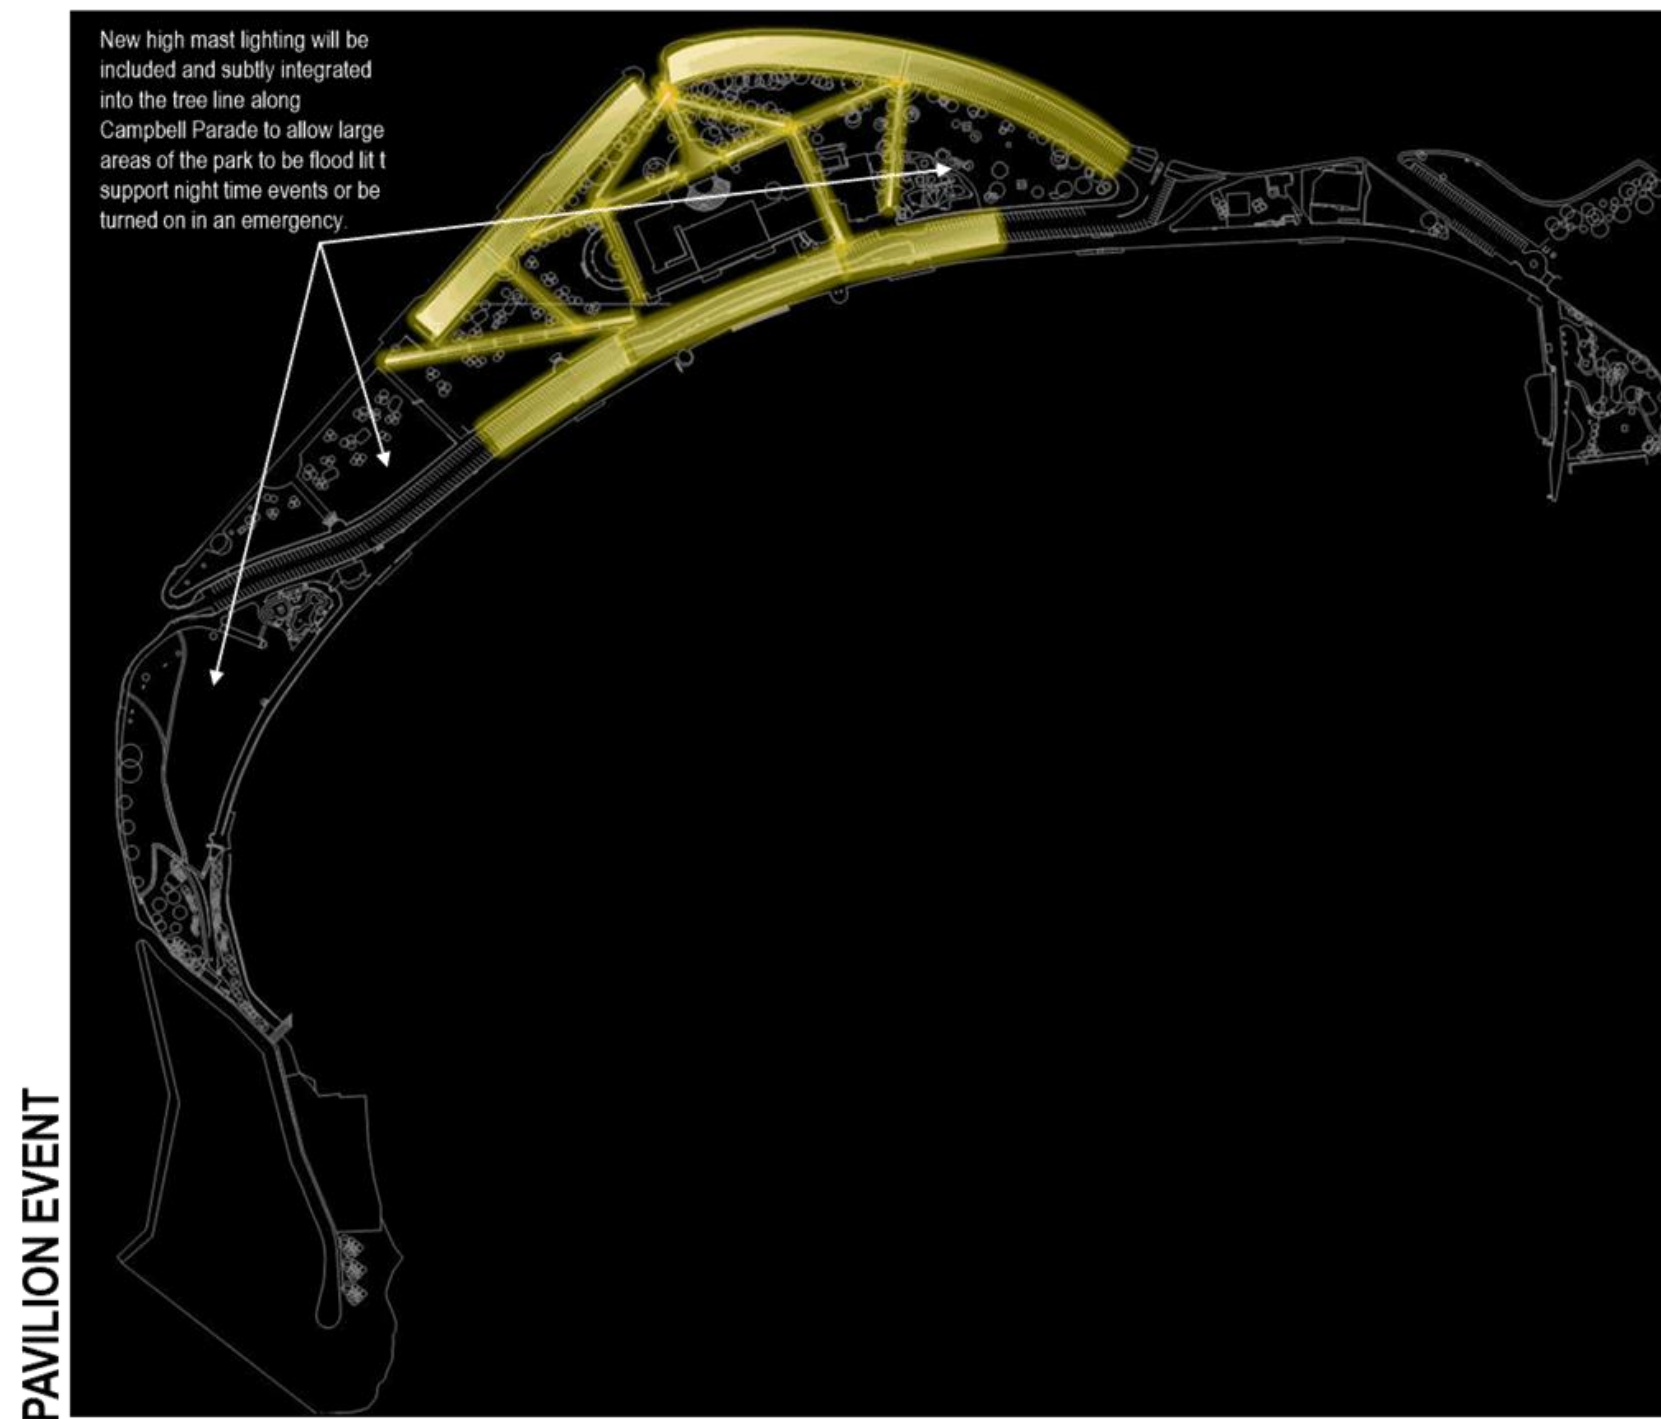 New high mast lighting will be
included and subtly integrated
into the tree line along
Campbell Parade to allow large
areas of the park to be flood lit t
support night time events or be
turned on in an emergency.
PAVILION EVENT